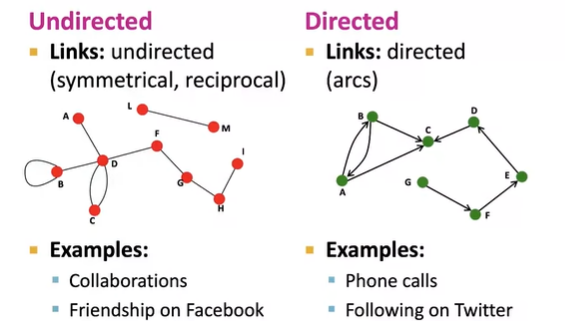 Undirected
Links: undirected
(symmetrical, reciprocal)
A
L
M
F
D
I
B
G
H
C
Examples:
Collaborations
Friendship on Facebook
Directed
Links: directed
(arcs)
B
D
C
A
G
E
F
Examples:
Phone calls
Following on Twitter